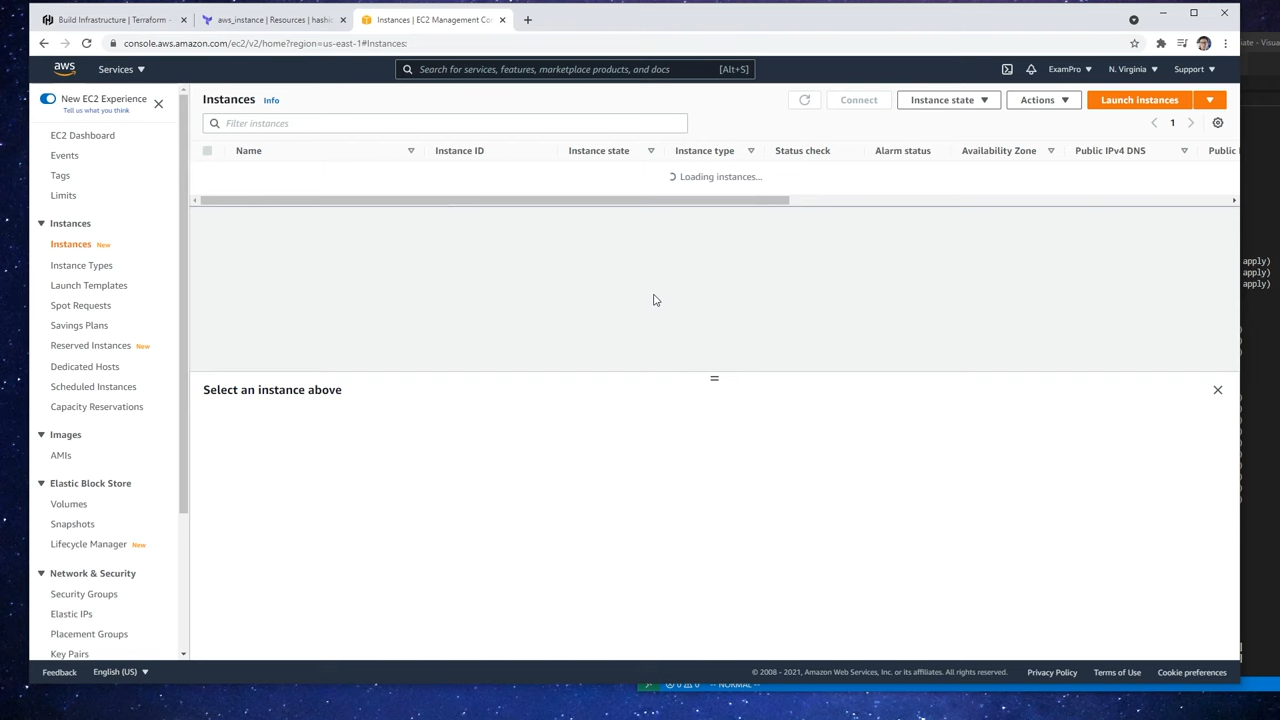 Build Infrastructure | Terraform -
aws_instance | Resources | hashic
Instances | EC2 Management Co
console.aws.amazon.com/ec2/v2/home?region=us-east-1#Instances:
aws
Services
Search for services, features, marketplace products, and docs
[Alt+S]
ExamPro
N. Virginia
Support
New EC2 Experience
Tell us what you think
EC2 Dashboard
Events
Tags
Limits
Instances
Instances New
Instance Types
Launch Templates
Spot Requests
Savings Plans
Reserved Instances New
Dedicated Hosts
Scheduled Instances
Capacity Reservations
Images
AMIs
Elastic Block Store
Volumes
Snapshots
Lifecycle Manager New
Network & Security
Security Groups
Elastic IPs
Placement Groups
Key Pairs
Instances Info
Connect
Instance state
Actions
Launch instances
Filter instances
1
Name
Instance ID
Instance state
Instance type
Status check
Alarm status
Availability Zone
Public IPv4 DNS
Public
Loading instances...
Select an instance above
Feedback
English (US)
© 2008 - 2021, Amazon Web Services, Inc. or its affiliates. All rights reserved.
Privacy Policy
Terms of Use
Cookie preferences
ate - Visua
apply)
apply)
apply)
0 0
-- NORMAL --